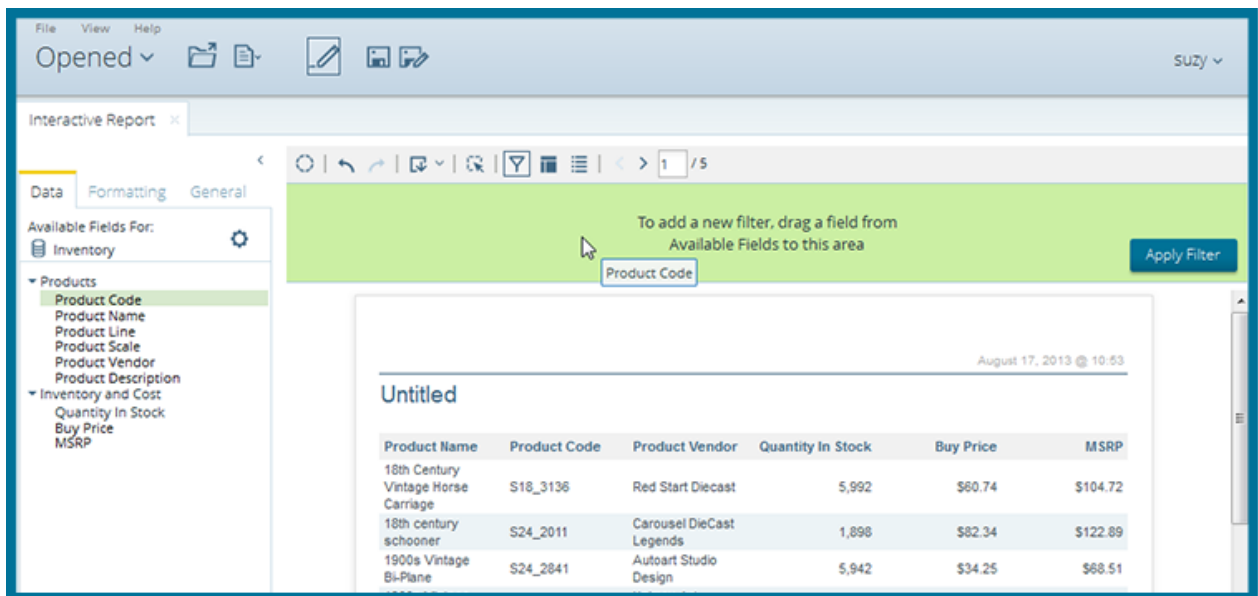 File View Help
Opened
suzy
Interactive Report ×
1 / 5
Data Formatting General
Available Fields For:
Inventory
To add a new filter, drag a field from
Available Fields to this area
Apply Filter
Product Code
Products
Product Code
Product Name
Product Line
Product Scale
Product Vendor
Product Description
Inventory and Cost
Quantity In Stock
Buy Price
MSRP
August 17, 2013 @ 10:53
Untitled
Product Name Product Code Product Vendor Quantity In Stock Buy Price MSRP
18th Century
Vintage Horse S18_3136 Red Start Diecast 5,992 $60.74 $104.72
Carriage
18th century Carousel DieCast
schooner S24_2011 Legends 1,898 $82.34 $122.89
1900s Vintage Autoart Studio
Bi-Plane S24_2841 Design 5,942 $34.25 $68.51